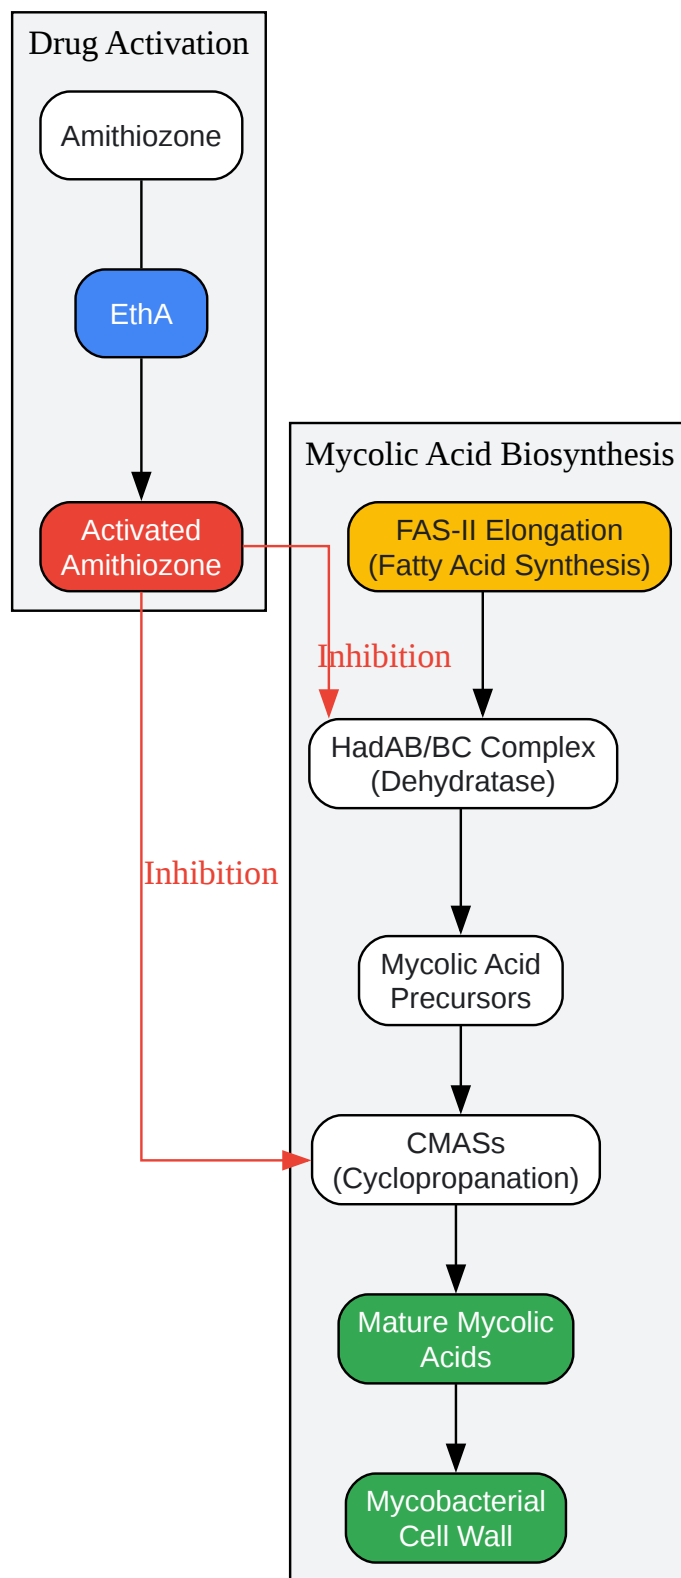 Drug Activation
Amithiozone
EthA
Activated
Amithiozone
Mycolic Acid Biosynthesis
FAS-II Elongation
(Fatty Acid Synthesis)
Inhibition
HadAB/BC Complex
(Dehydratase)
Inhibition
Mycolic Acid
Precursors
CMASs
(Cyclopropanation)
Mature Mycolic
Acids
Mycobacterial
Cell Wall